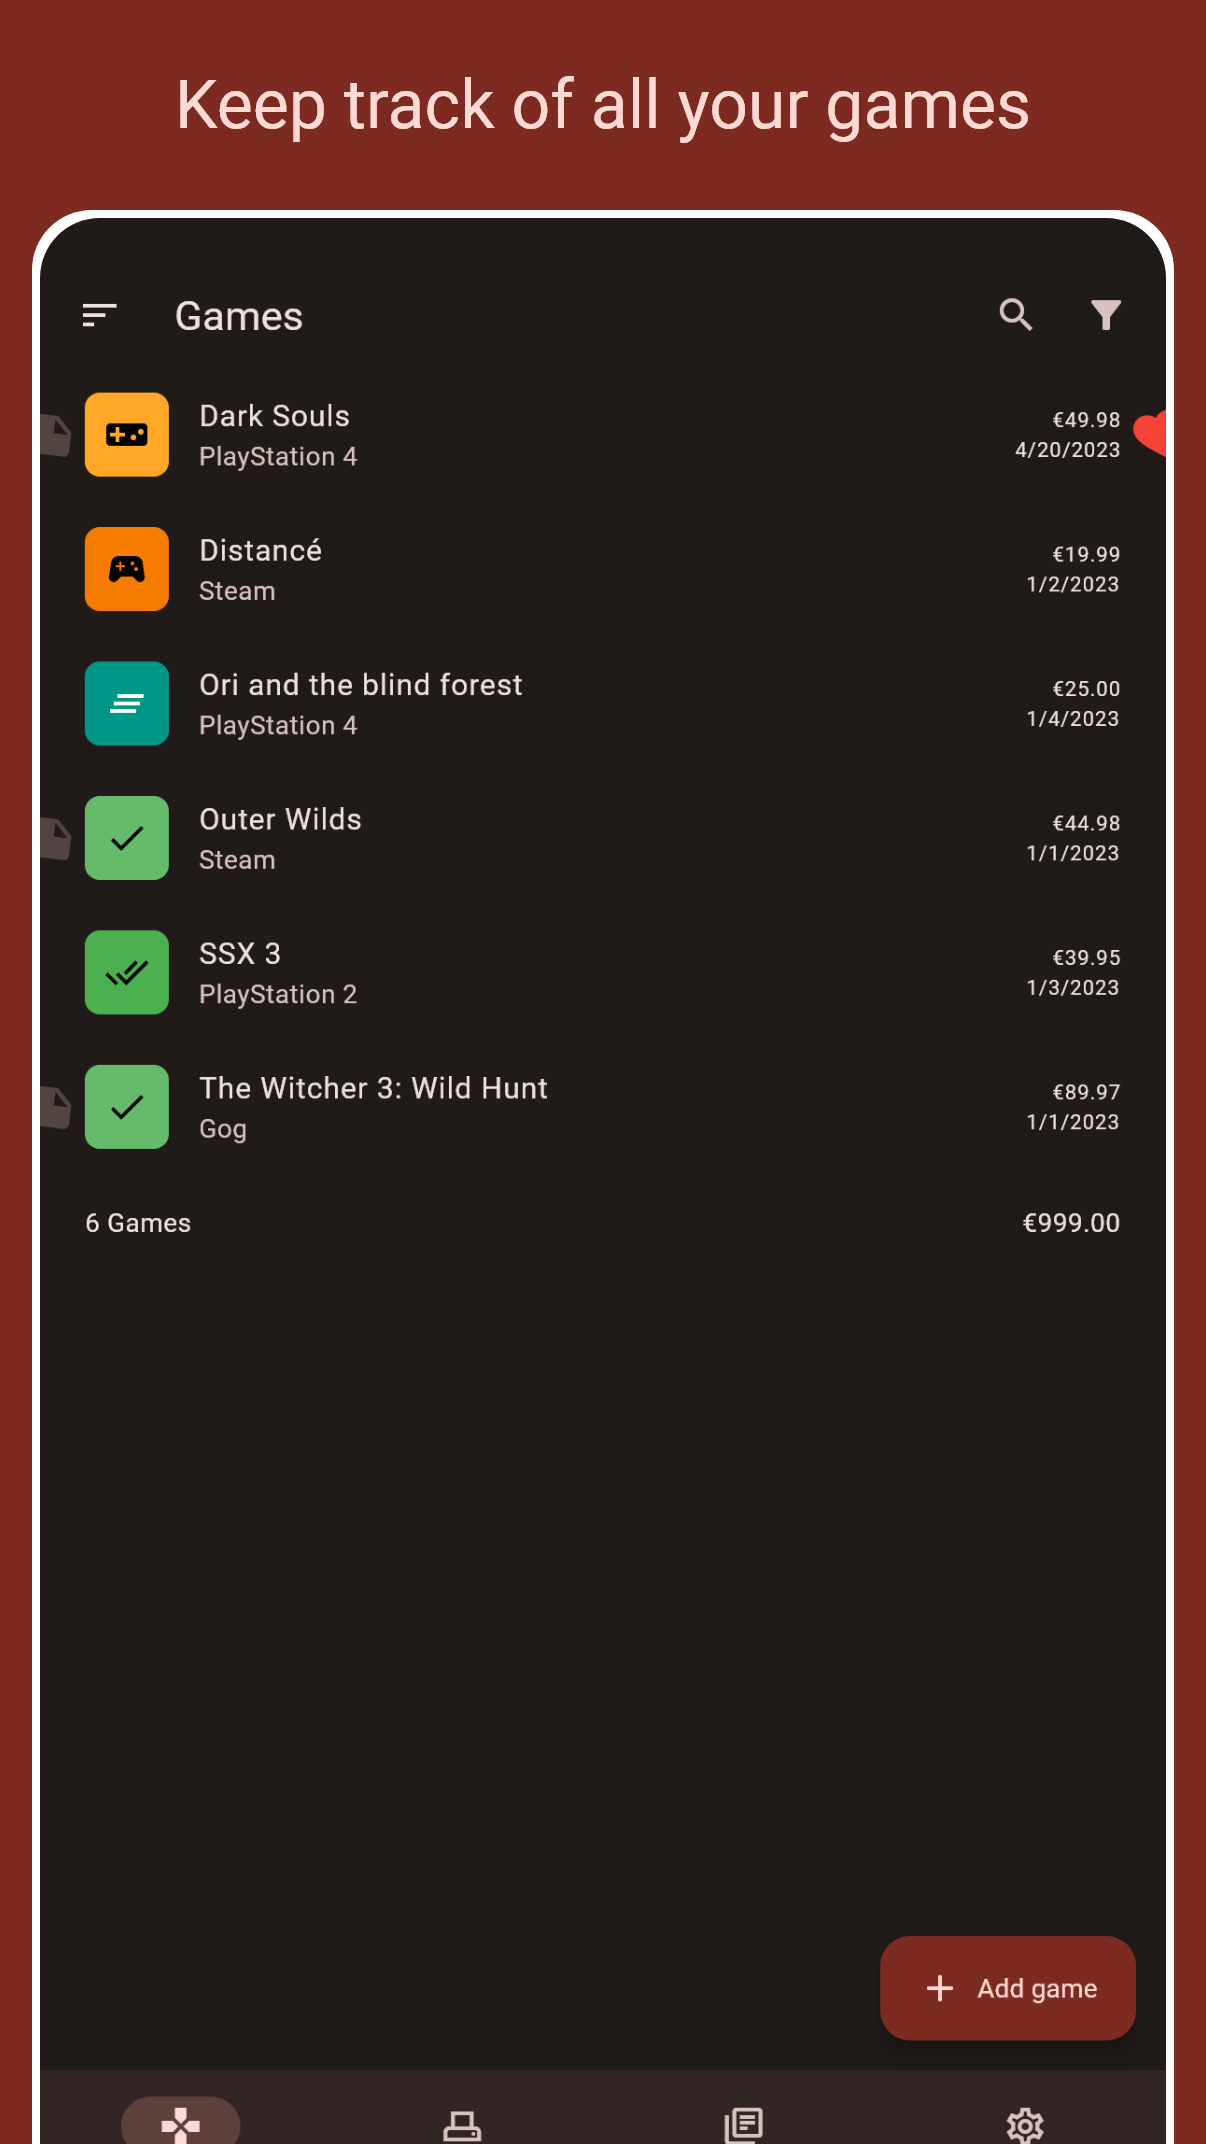 Keep track of all your games
Games
Dark Souls
PlayStation 4
€49.98
4/20/2023
Distancé
Steam
€19.99
1/2/2023
Ori and the blind forest
PlayStation 4
€25.00
1/4/2023
Outer Wilds
Steam
€44.98
1/1/2023
SSX 3
PlayStation 2
€39.95
1/3/2023
The Witcher 3: Wild Hunt
Gog
€89.97
1/1/2023
6 Games
€999.00
Add game